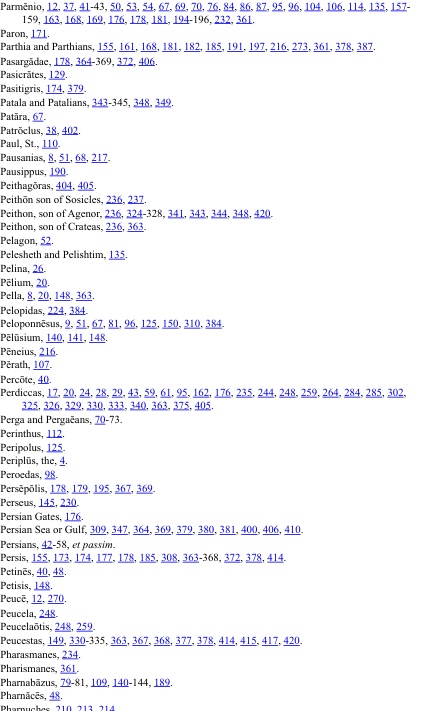 Parmĕnio, 12, 37, 41-43, 50, 53, 54, 67, 69, 70, 76, 84, 86, 87, 95, 96, 104, 106, 114, 135, 157-
159, 163, 168, 169, 176, 178, 181, 194-196, 232, 361.
Paron, 171.
Parthia and Parthians, 155, 161, 168, 181, 182, 185, 191, 197, 216, 273, 361, 378, 387.
Pasargădae, 178, 364-369, 372, 406.
Pasicrătes, 129.
Pasitigris, 174, 379.
Patala and Patalians, 343-345, 348, 349.
Patăra, 67.
Patrŏclus, 38, 402.
Paul, St., 110.
Pausanias, 8, 51, 68, 217.
Pausippus, 190.
Peithagŏras, 404, 405.
Peithōn son of Sosicles, 236, 237.
Peithon, son of Agenor, 236, 324-328, 341, 343, 344, 348, 420.
Peithon, son of Crateas, 236, 363.
Pelagon, 52.
Pelesheth and Pelishtim, 135.
Pelina, 26.
Pēlium, 20.
Pella, 8, 20, 148, 363.
Pelopidas, 224, 384.
Peloponnēsus, 9, 51, 67, 81, 96, 125, 150, 310, 384.
Pēlūsium, 140, 141, 148.
Pēneius, 216.
Pērath, 107.
Percōte, 40.
Perdiccas, 17, 20, 24, 28, 29, 43, 59, 61, 95, 162, 176, 235, 244, 248, 259, 264, 284, 285, 302,
325, 326, 329, 330, 333, 340, 363, 375, 405.
Perga and Pergaēans, 70-73.
Perinthus, 112.
Peripolus, 125.
Periplūs, the, 4.
Peroedas, 98.
Persĕpŏlis, 178, 179, 195, 367, 369.
Perseus, 145, 230.
Persian Gates, 176.
Persian Sea or Gulf, 309, 347, 364, 369, 379, 380, 381, 400, 406, 410.
Persians, 42-58, et passim.
Persis, 155, 173, 174, 177, 178, 185, 308, 363-368, 372, 378, 414.
Petinēs, 40, 48.
Petisis, 148.
Peucē, 12, 270.
Peucela, 248.
Peucelaōtis, 248, 259.
Peucestas, 149, 330-335, 363, 367, 368, 377, 378, 414, 415, 417, 420.
Pharasmanes, 234.
Pharismanes, 361.
Pharnabāzus, 79-81, 109, 140-144, 189.
Pharnăcēs, 48.
Pharnuches, 210, 213, 214.